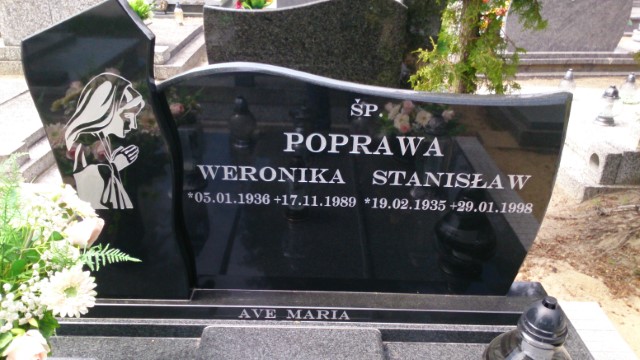 ŚP.
POPRAWA
WERONIKA STANISŁAW
*05.01.1936 +17.11.1989 *19.02.1935 +29.01.1998
AVE MARIA